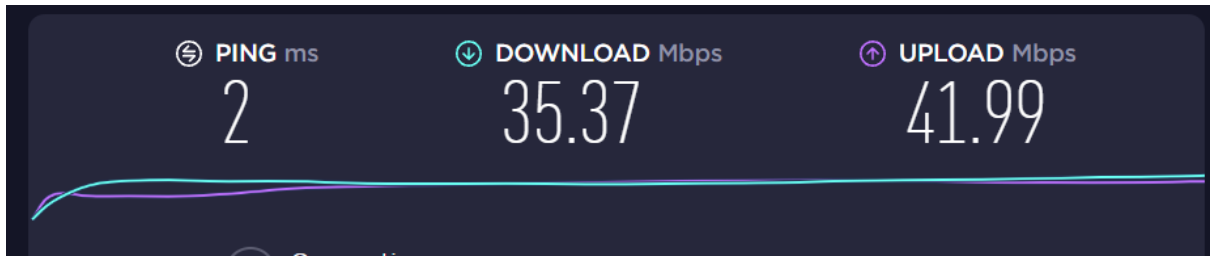 PING ms
DOWNLOAD Mbps
UPLOAD Mbps
2
35.37
41.99